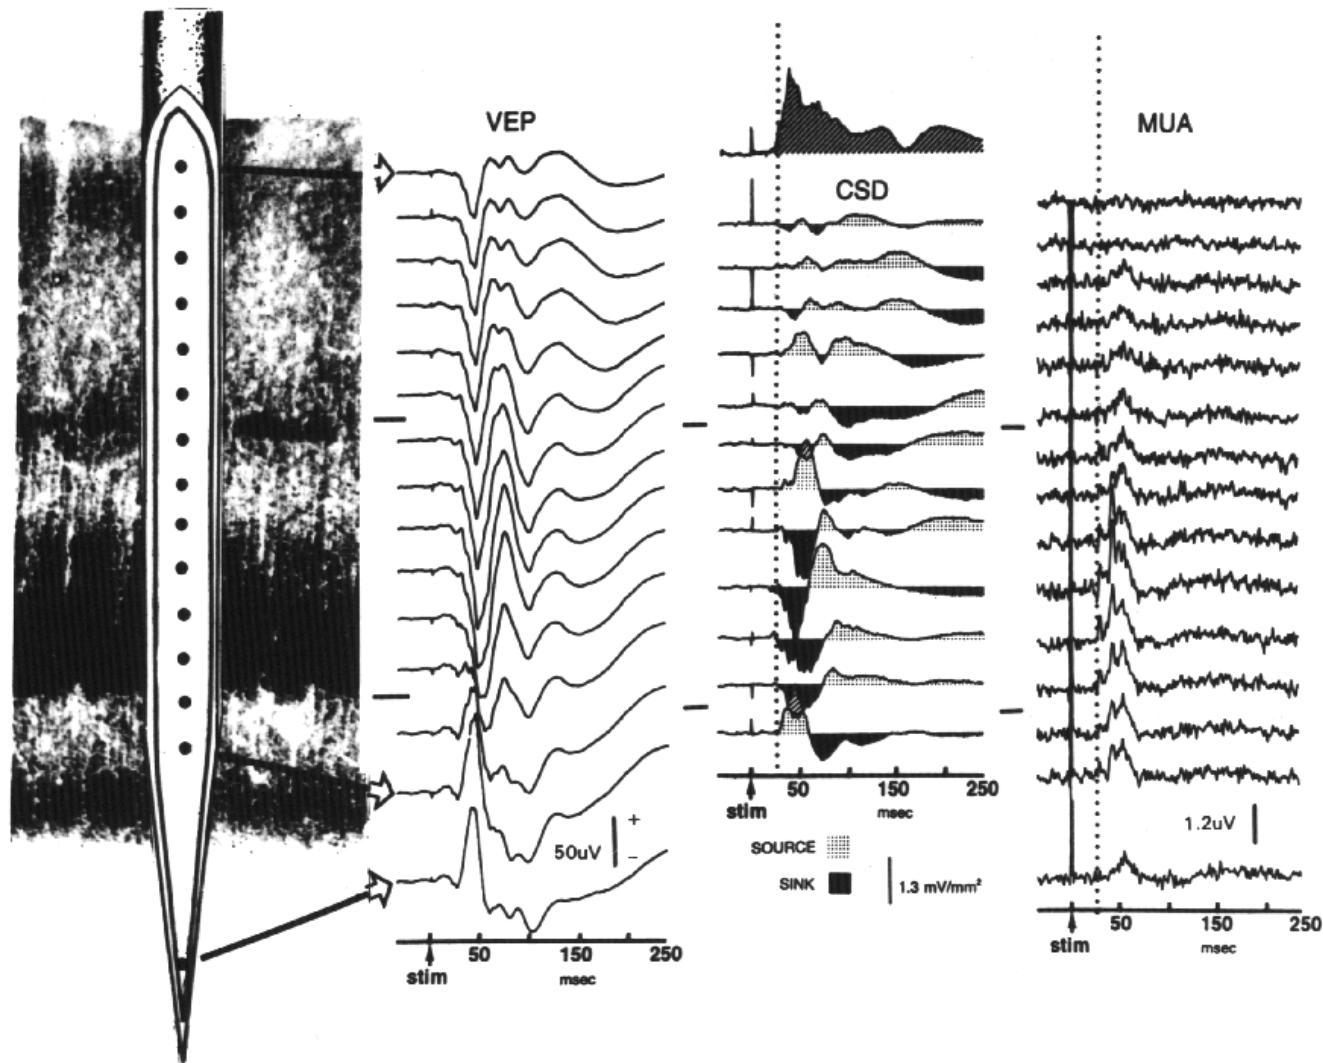 VEP
CSD
MUA
50uV
+
−
stim
50
150
250
msec
stim
50
150
250
msec
SOURCE
SINK
1.3 mV/mm²
1.2uV
stim
50
150
250
msec